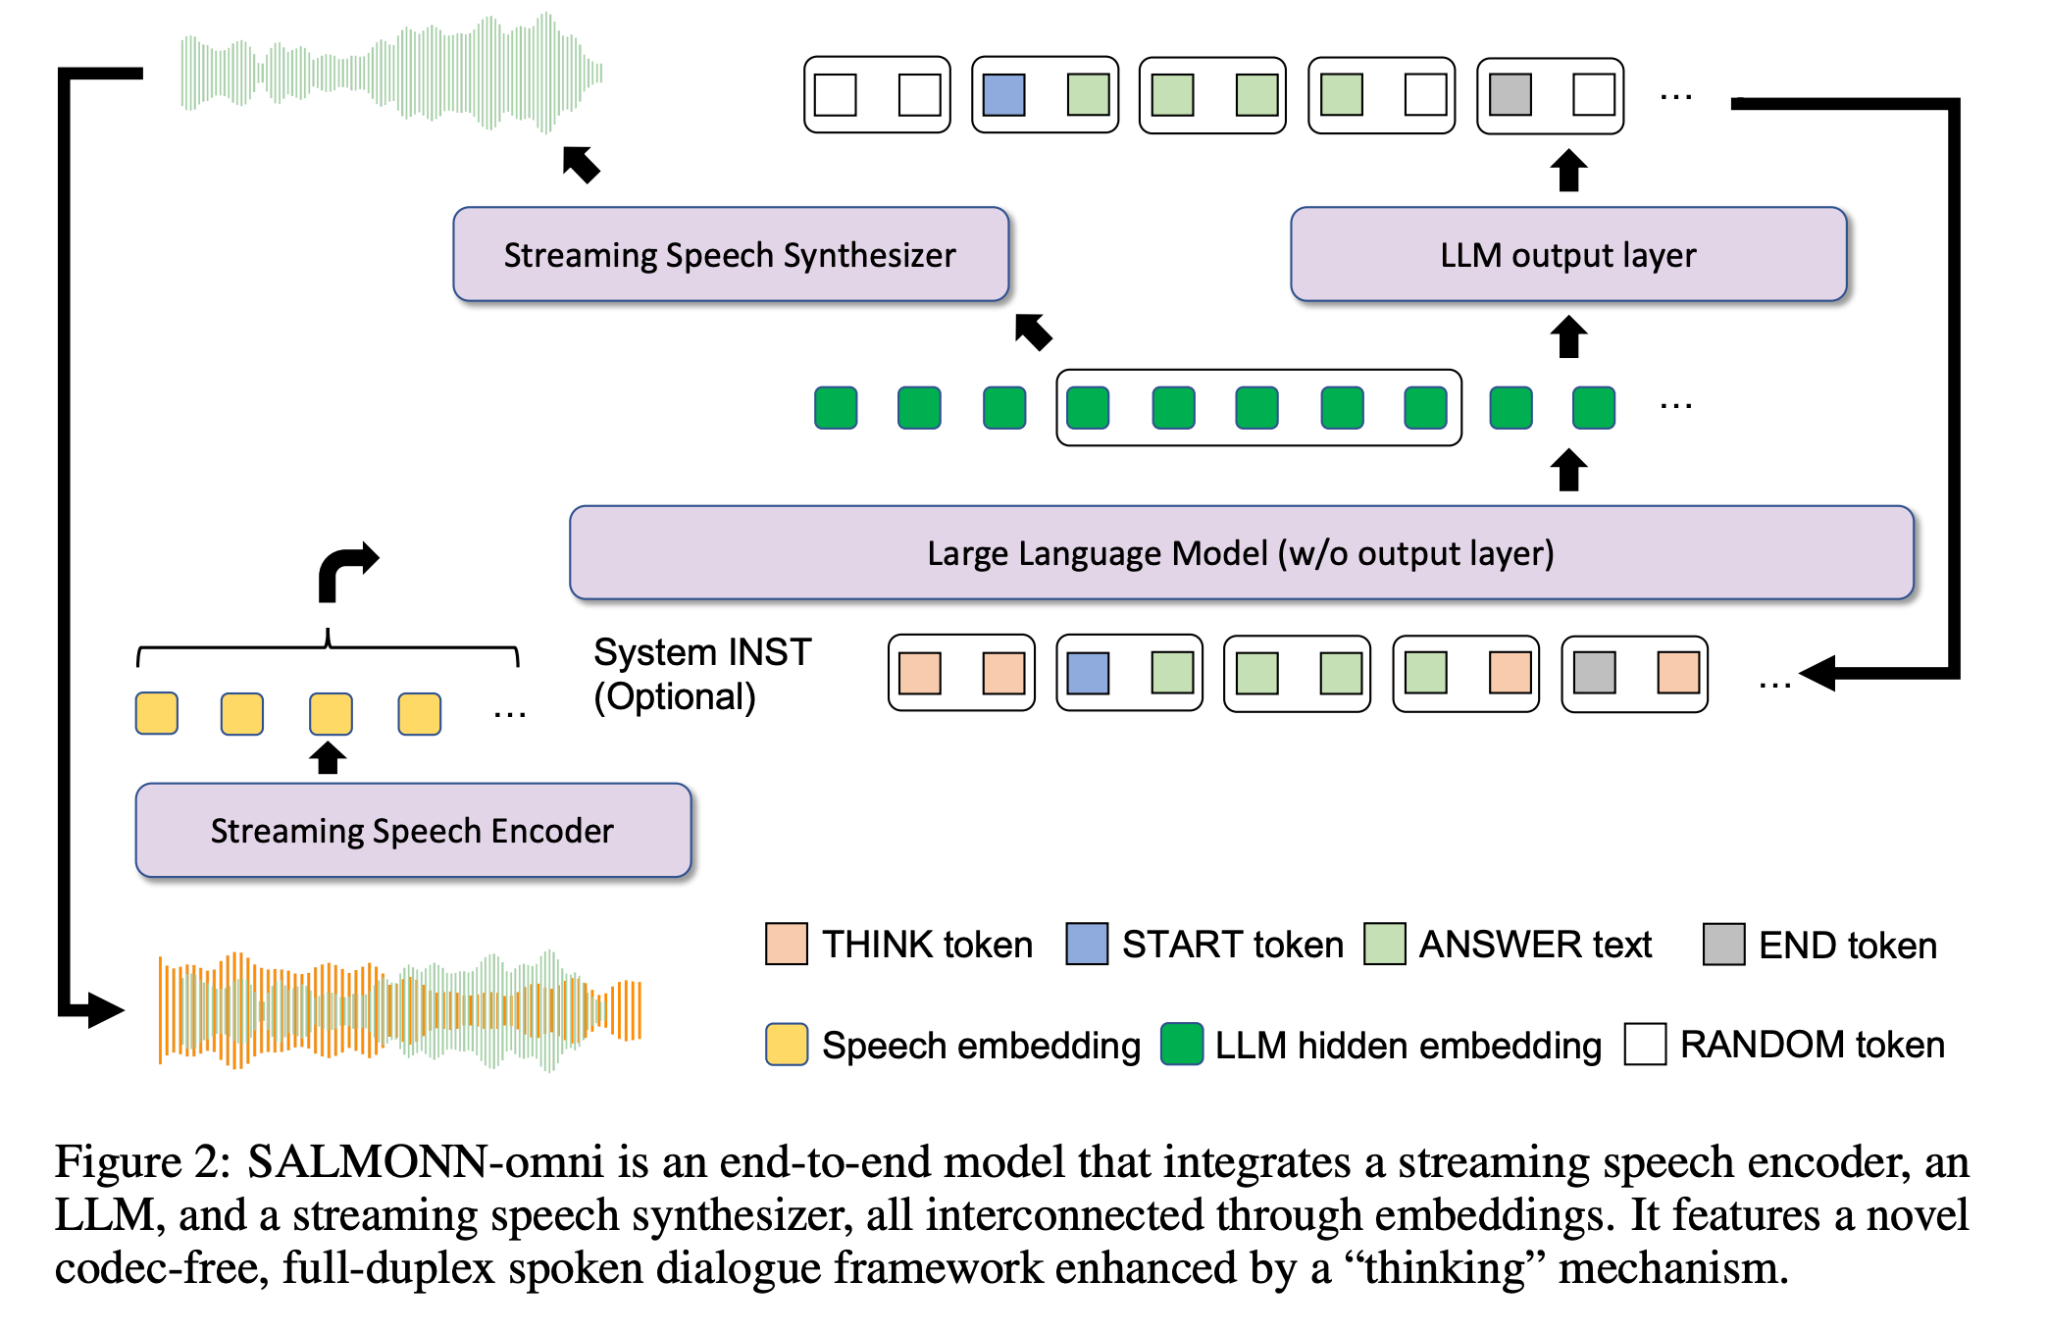 ...
Streaming Speech Synthesizer
LLM output layer
...
Large Language Model (w/o output layer)
System INST
(Optional)
...
...
Streaming Speech Encoder
THINK token
START token
ANSWER text
END token
Speech embedding
LLM hidden embedding
RANDOM token
Figure 2: SALMONN-omni is an end-to-end model that integrates a streaming speech encoder, an
LLM, and a streaming speech synthesizer, all interconnected through embeddings. It features a novel
codec-free, full-duplex spoken dialogue framework enhanced by a “thinking” mechanism.